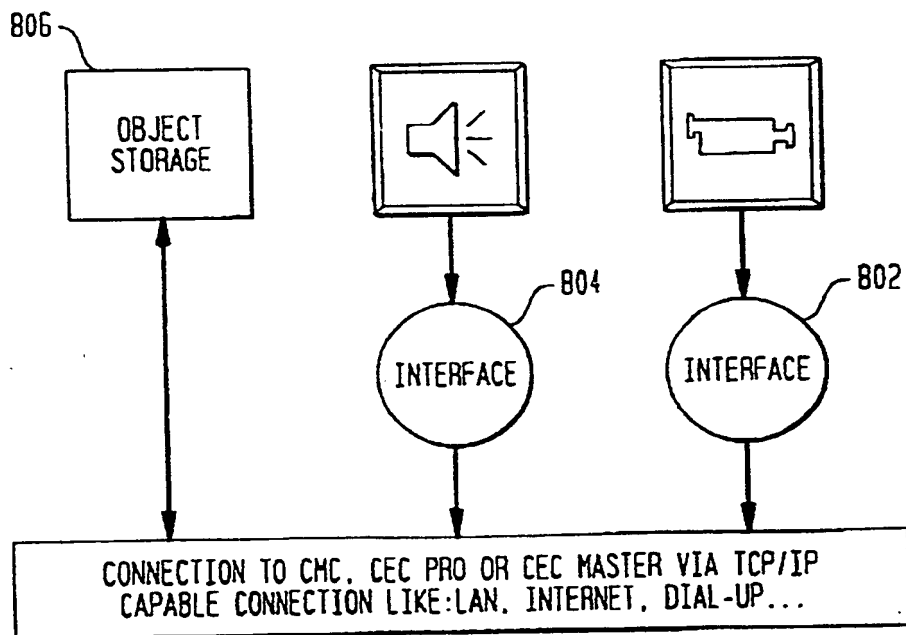 806
OBJECT
STORAGE
804
802
INTERFACE
INTERFACE
CONNECTION TO CMC, CEC PRO OR CEC MASTER VIA TCP/IP
CAPABLE CONNECTION LIKE:LAN, INTERNET, DIAL-UP...